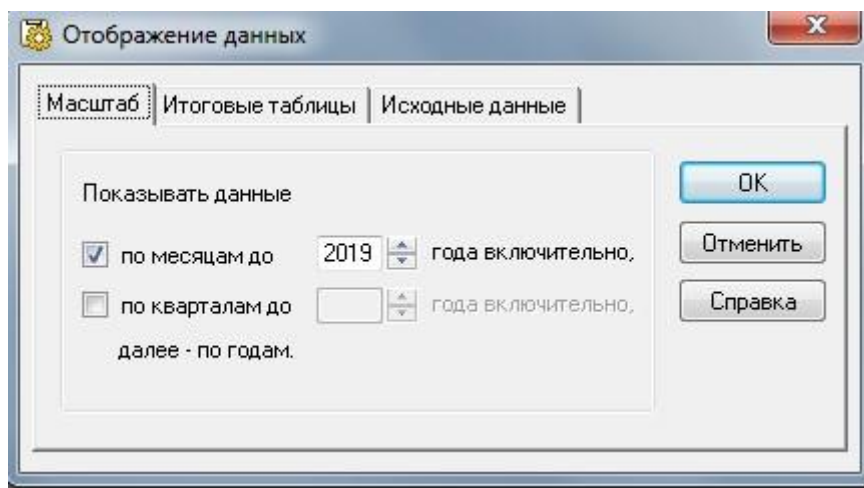 Отображение данных
Масштаб Итоговые таблицы Исходные данные
Показывать данные
по месяцам до 2019 года включительно,
по кварталам до года включительно,
далее - по годам.
OK
Отменить
Справка